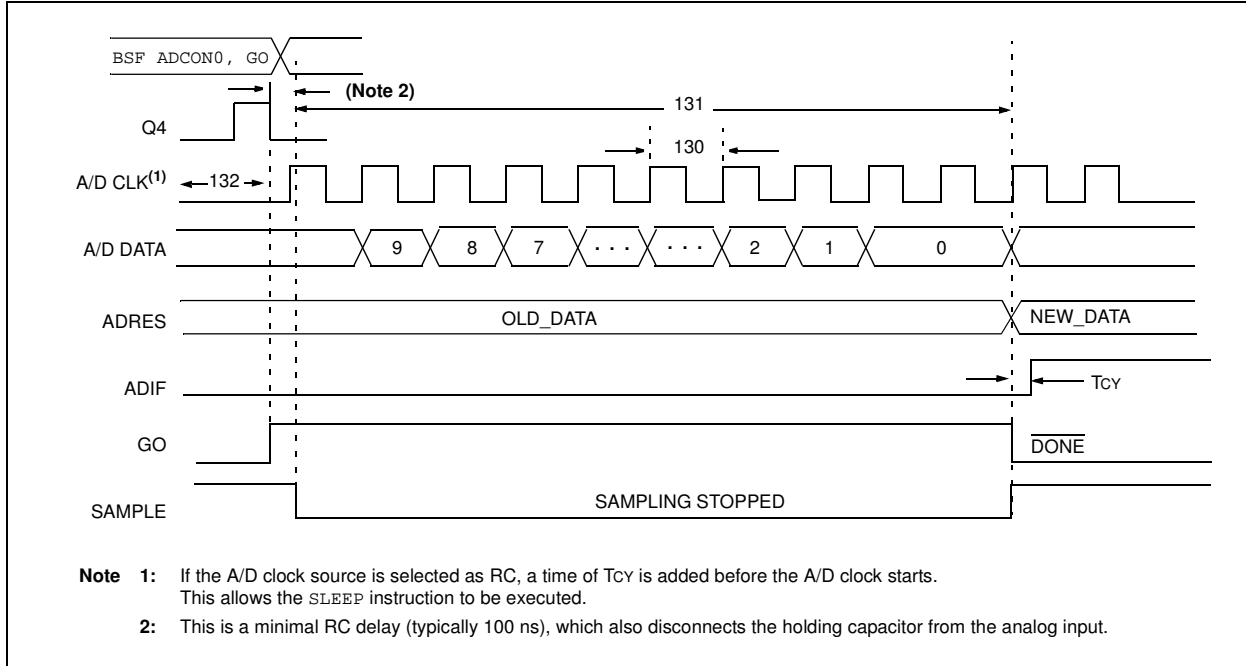 BSF ADCON0, GO
(Note 2)
131
Q4
130
A/D CLK(1)
132
A/D DATA
9 8 7 · · · · · · 2 1 0
ADRES
OLD_DATA
NEW_DATA
ADIF
TCY
GO
DONE
SAMPLE
SAMPLING STOPPED
Note 1: If the A/D clock source is selected as RC, a time of TCY is added before the A/D clock starts.
This allows the SLEEP instruction to be executed.
2: This is a minimal RC delay (typically 100 ns), which also disconnects the holding capacitor from the analog input.